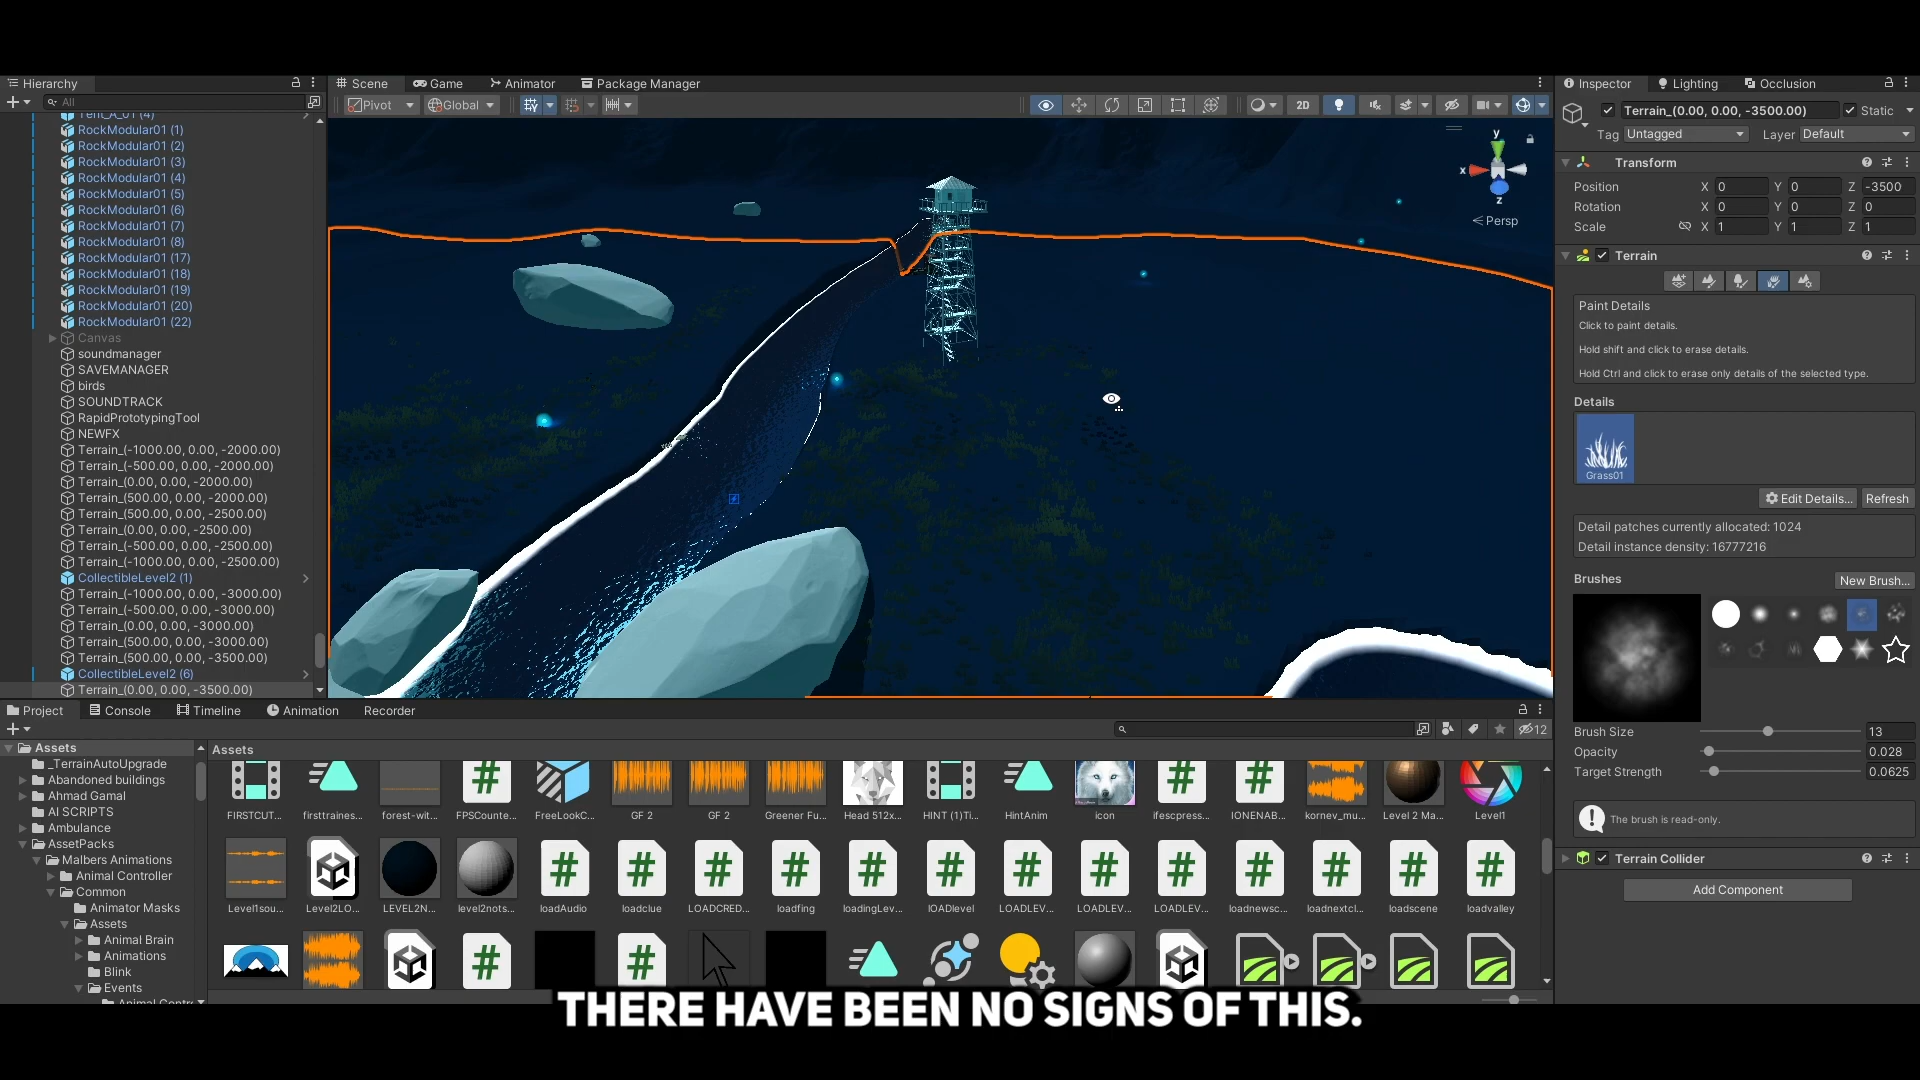 Hierarchy
All
Tent_A_01 (4)
RockModular01 (1)
RockModular01 (2)
RockModular01 (3)
RockModular01 (4)
RockModular01 (5)
RockModular01 (6)
RockModular01 (7)
RockModular01 (8)
RockModular01 (17)
RockModular01 (18)
RockModular01 (19)
RockModular01 (20)
RockModular01 (22)
Canvas
soundmanager
SAVEMANAGER
birds
SOUNDTRACK
RapidPrototypingTool
NEWFX
Terrain_(-1000.00, 0.00, -2000.00)
Terrain_(-500.00, 0.00, -2000.00)
Terrain_(0.00, 0.00, -2000.00)
Terrain_(500.00, 0.00, -2000.00)
Terrain_(500.00, 0.00, -2500.00)
Terrain_(0.00, 0.00, -2500.00)
Terrain_(-500.00, 0.00, -2500.00)
Terrain_(-1000.00, 0.00, -2500.00)
CollectibleLevel2 (1)
Terrain_(-1000.00, 0.00, -3000.00)
Terrain_(-500.00, 0.00, -3000.00)
Terrain_(0.00, 0.00, -3000.00)
Terrain_(500.00, 0.00, -3000.00)
Terrain_(500.00, 0.00, -3500.00)
CollectibleLevel2 (6)
Terrain_(0.00, 0.00, -3500.00)
Scene Game Animator Package Manager
Pivot Global 2D
y
x
z
Persp
Inspector Lighting Occlusion
Terrain_(0.00, 0.00, -3500.00) Static
Tag Untagged Layer Default
Transform
Position X 0 Y 0 Z -3500
Rotation X 0 Y 0 Z 0
Scale X 1 Y 1 Z 1
Terrain
Paint Details
Click to paint details.
Hold shift and click to erase details.
Hold Ctrl and click to erase only details of the selected type.
Details
Grass01
Edit Details... Refresh
Detail patches currently allocated: 1024
Detail instance density: 16777216
Brushes New Brush...
Brush Size 13
Opacity 0.028
Target Strength 0.0625
The brush is read-only.
Terrain Collider
Add Component
Project Console Timeline Animation Recorder
12
Assets
_TerrainAutoUpgrade
Abandoned buildings
Ahmad Gamal
AI SCRIPTS
Ambulance
AssetPacks
Malbers Animations
Animal Controller
Common
Animator Masks
Assets
Animal Brain
Animations
Blink
Events
Animal Contr
Assets
FIRSTCUT... firsttraines... forest-wit... FPSCounte... FreeLookC... GF 2 GF 2 Greener Fu... Head 512x... HINT (1)Ti... HintAnim icon ifescpress... IONENAB... kornev_mu... Level 2 Ma... Level1
Level1sou... Level2LO... LEVEL2N... level2nots... loadAudio loadclue LOADCRED... loadfing loadingLev... lOADlevel LOADLEV... LOADLEV... LOADLEV... loadnewsc... loadnextcl... loadscene loadvalley
THERE HAVE BEEN NO SIGNS OF THIS.